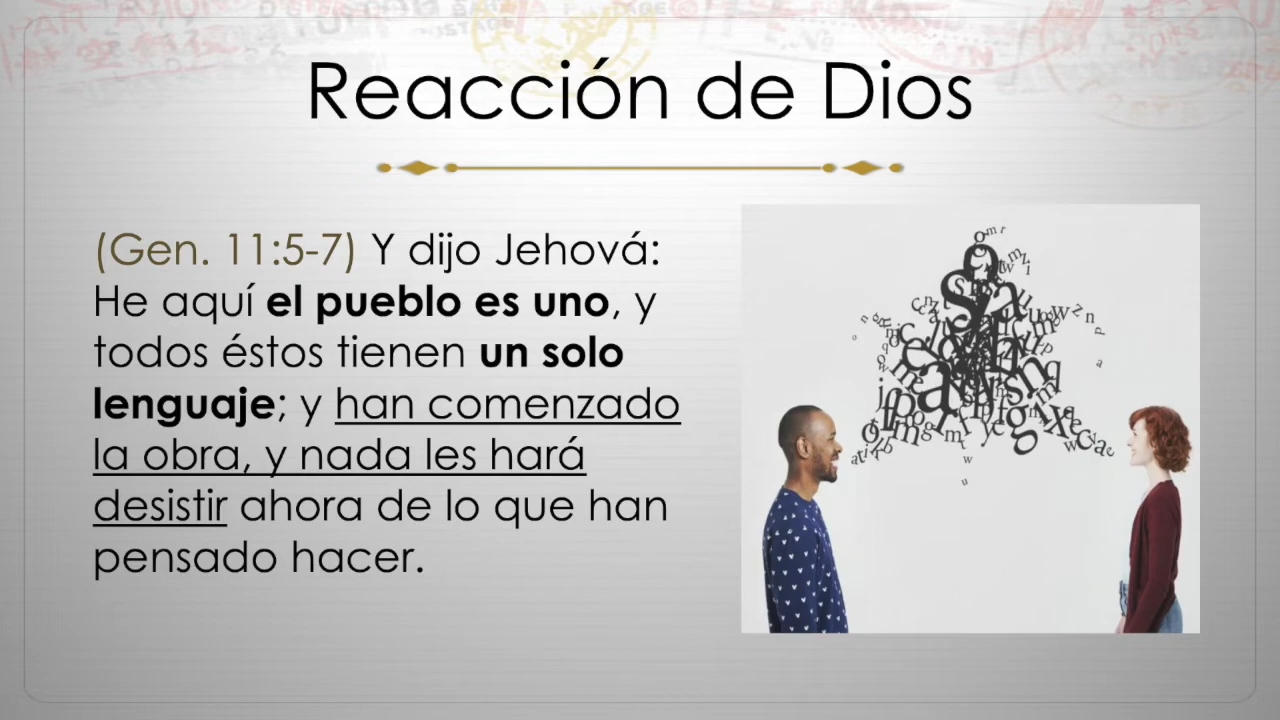 Reacción de Dios
(Gen. 11:5-7) Y dijo Jehová:
He aquí el pueblo es uno, y
todos éstos tienen un solo
lenguaje; y han comenzado
la obra, y nada les hará
desistir ahora de lo que han
pensado hacer.